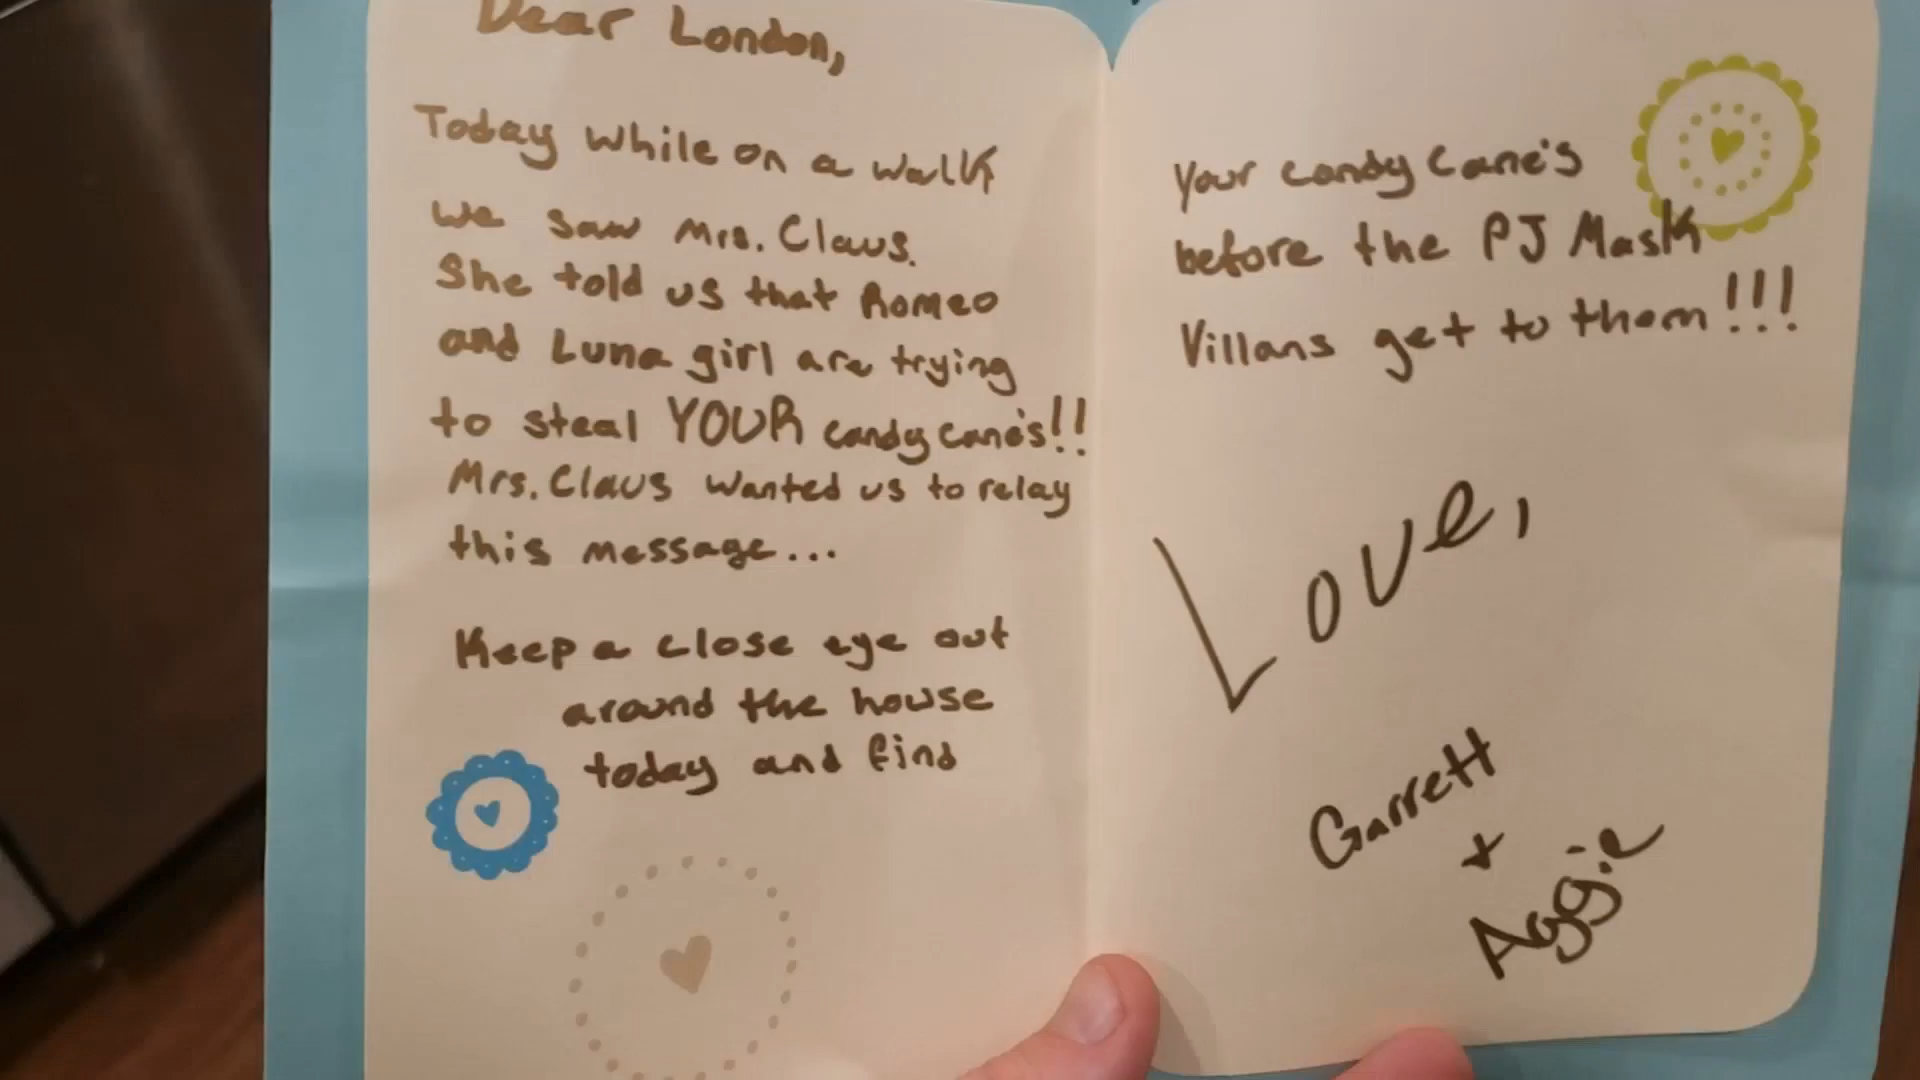 Dear London,
Today while on a walk
we saw Mrs. Claus.
She told us that Romeo
and Luna girl are trying
to steal YOUR candy cane's!!
Mrs. Claus wanted us to relay
this message...
Keep a close eye out
around the house
today and find
Your candy cane's
before the PJ Mask
Villans get to them!!!
Love,
Garrett
+
Aggie